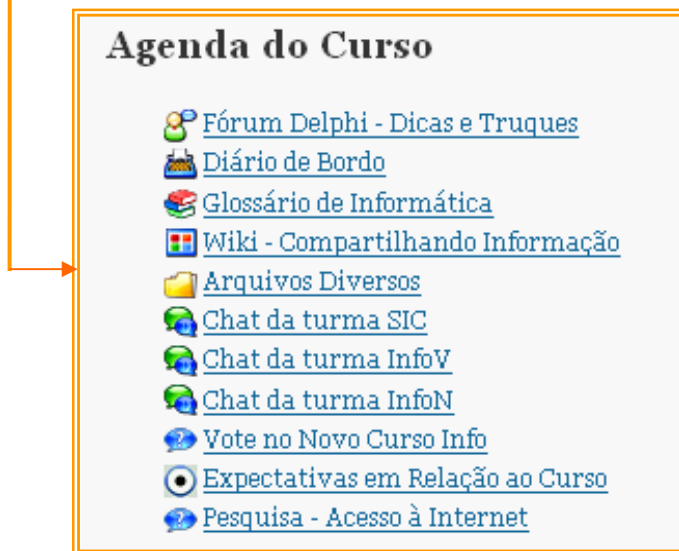 Agenda do Curso
Fórum Delphi - Dicas e Truques
Diário de Bordo
Glossário de Informática
Wiki - Compartilhando Informação
Arquivos Diversos
Chat da turma SIC
Chat da turma InfoV
Chat da turma InfoN
Vote no Novo Curso Info
Expectativas em Relação ao Curso
Pesquisa - Acesso à Internet